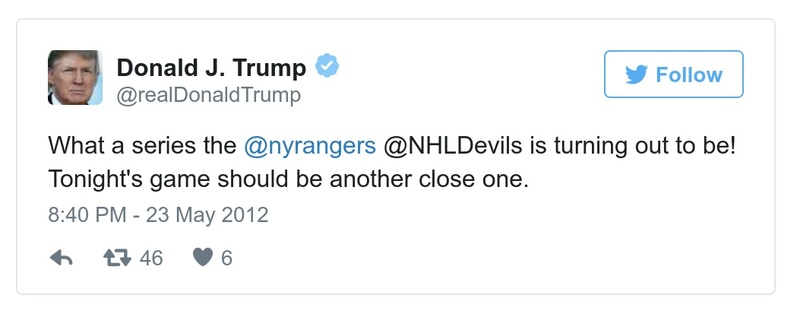 Donald J. Trump
@realDonaldTrump
Follow
What a series the @nyrangers @NHLDevils is turning out to be!
Tonight's game should be another close one.
8:40 PM - 23 May 2012
46 6